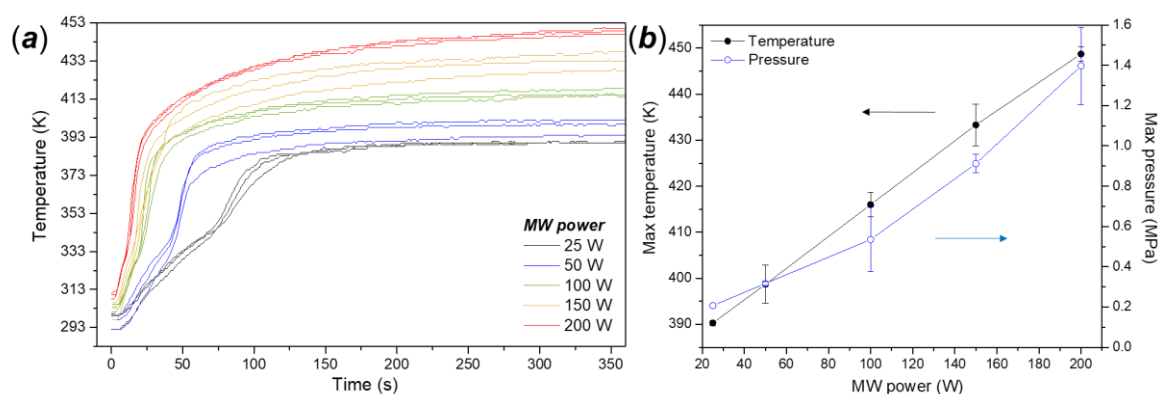 (a)
453
433
413
393
373
353
333
313
293
Temperature (K)
0 50 100 150 200 250 300 350
Time (s)
MW power
25 W
50 W
100 W
150 W
200 W
(b)
Temperature
Pressure
450
440
430
420
410
400
390
Max temperature (K)
1.6
1.4
1.2
1.0
0.8
0.6
0.4
0.2
0.0
Max pressure (MPa)
20 40 60 80 100 120 140 160 180 200
MW power (W)